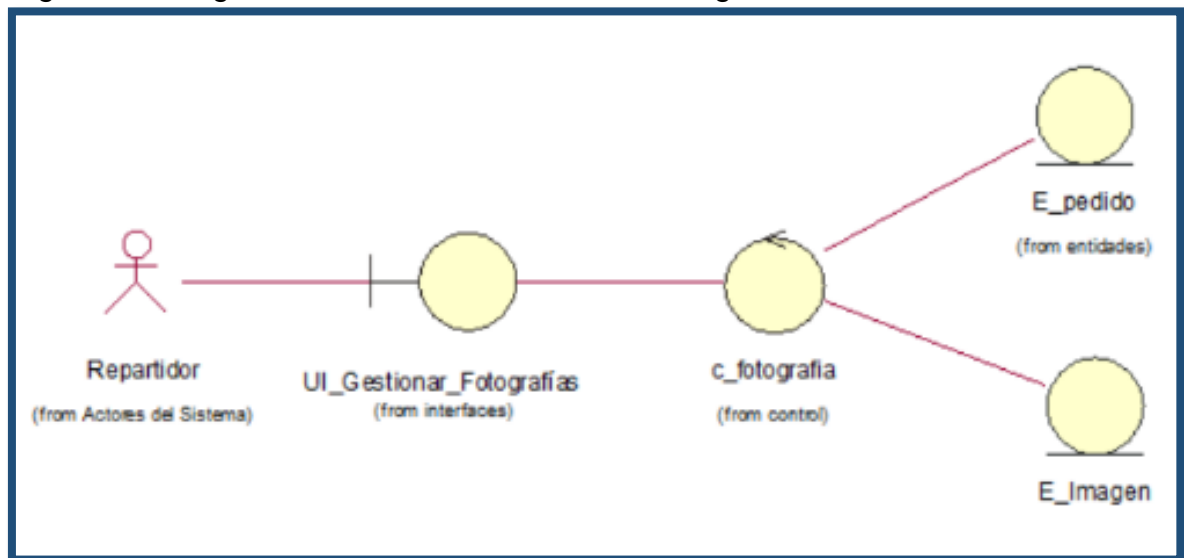 Repartidor
(from Actores del Sistema)
UI_Gestionar_Fotografías
(from interfaces)
c_fotografia
(from control)
E_pedido
(from entidades)
E_Imagen